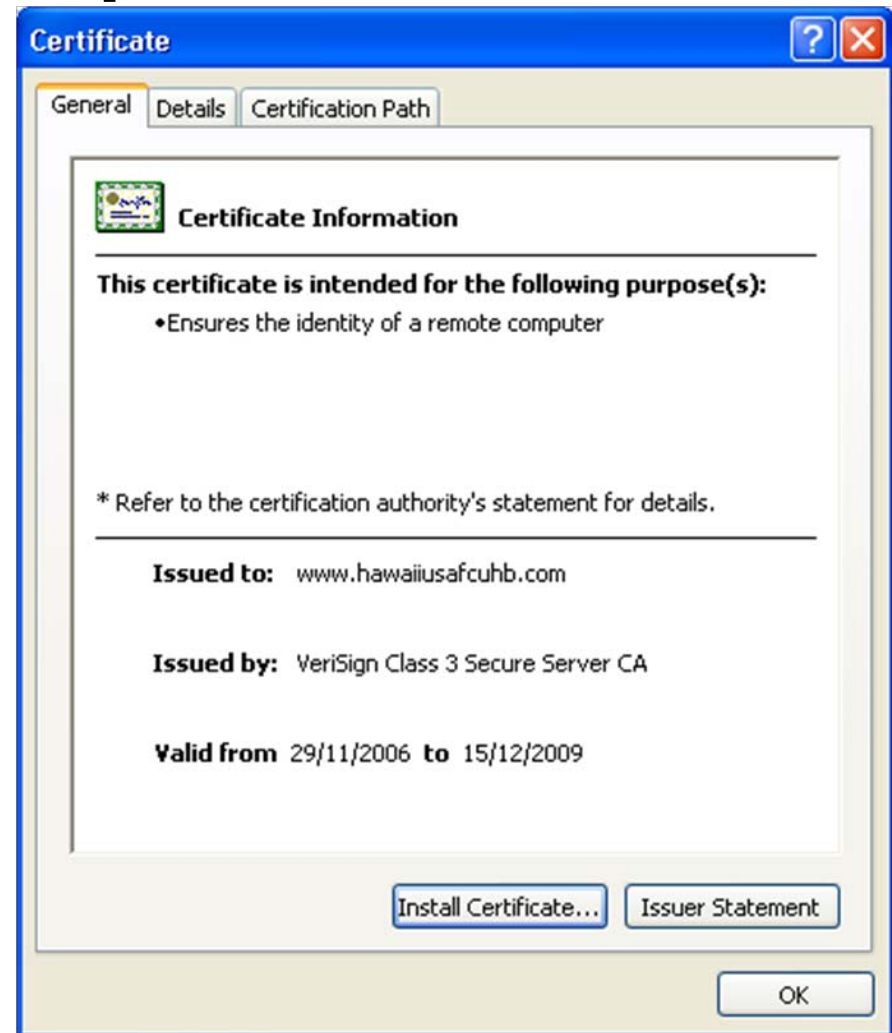 Certificate
General Details Certification Path
Certificate Information
This certificate is intended for the following purpose(s):
•Ensures the identity of a remote computer
* Refer to the certification authority's statement for details.
Issued to: www.hawaiiusafcuhb.com
Issued by: VeriSign Class 3 Secure Server CA
Valid from 29/11/2006 to 15/12/2009
Install Certificate... Issuer Statement
OK